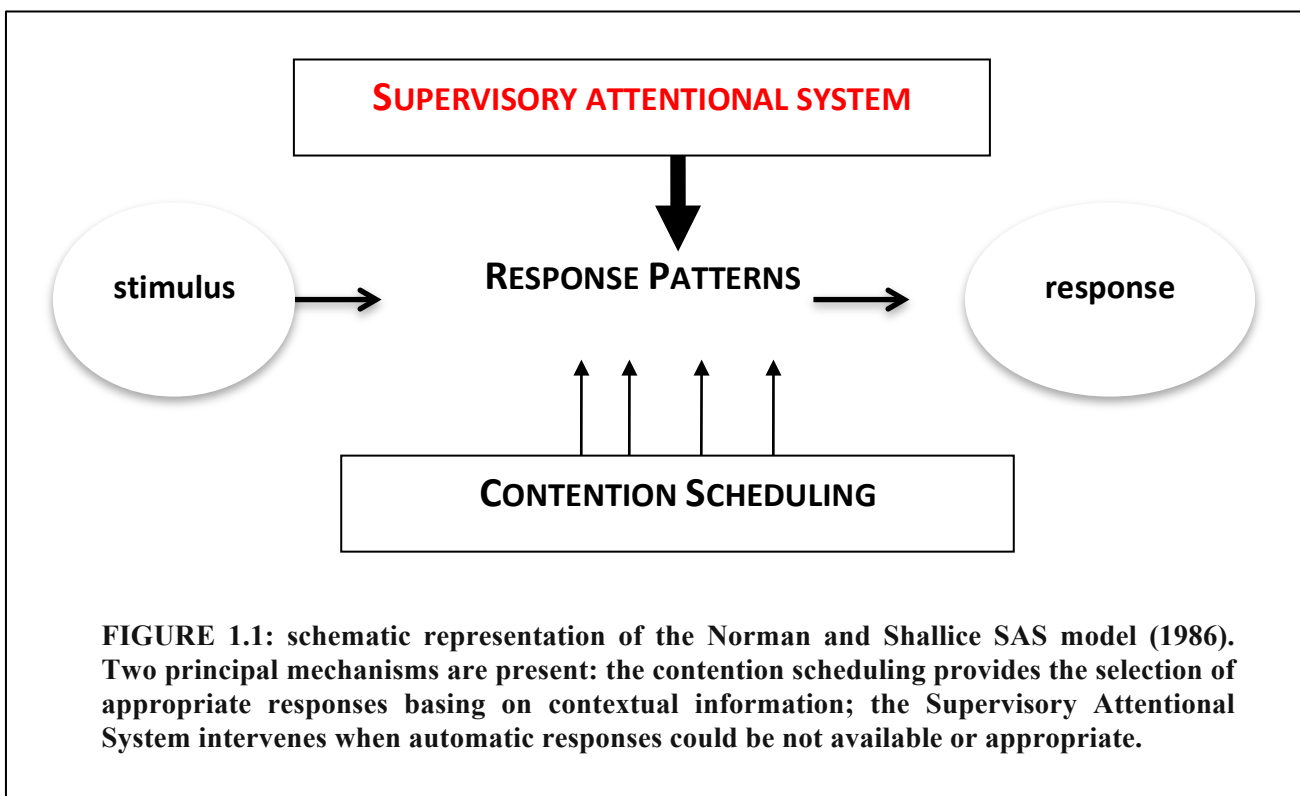 SUPERVISORY ATTENTIONAL SYSTEM
stimulus
RESPONSE PATTERNS
response
CONTENTION SCHEDULING
FIGURE 1.1: schematic representation of the Norman and Shallice SAS model (1986).
Two principal mechanisms are present: the contention scheduling provides the selection of
appropriate responses basing on contextual information; the Supervisory Attentional
System intervenes when automatic responses could be not available or appropriate.